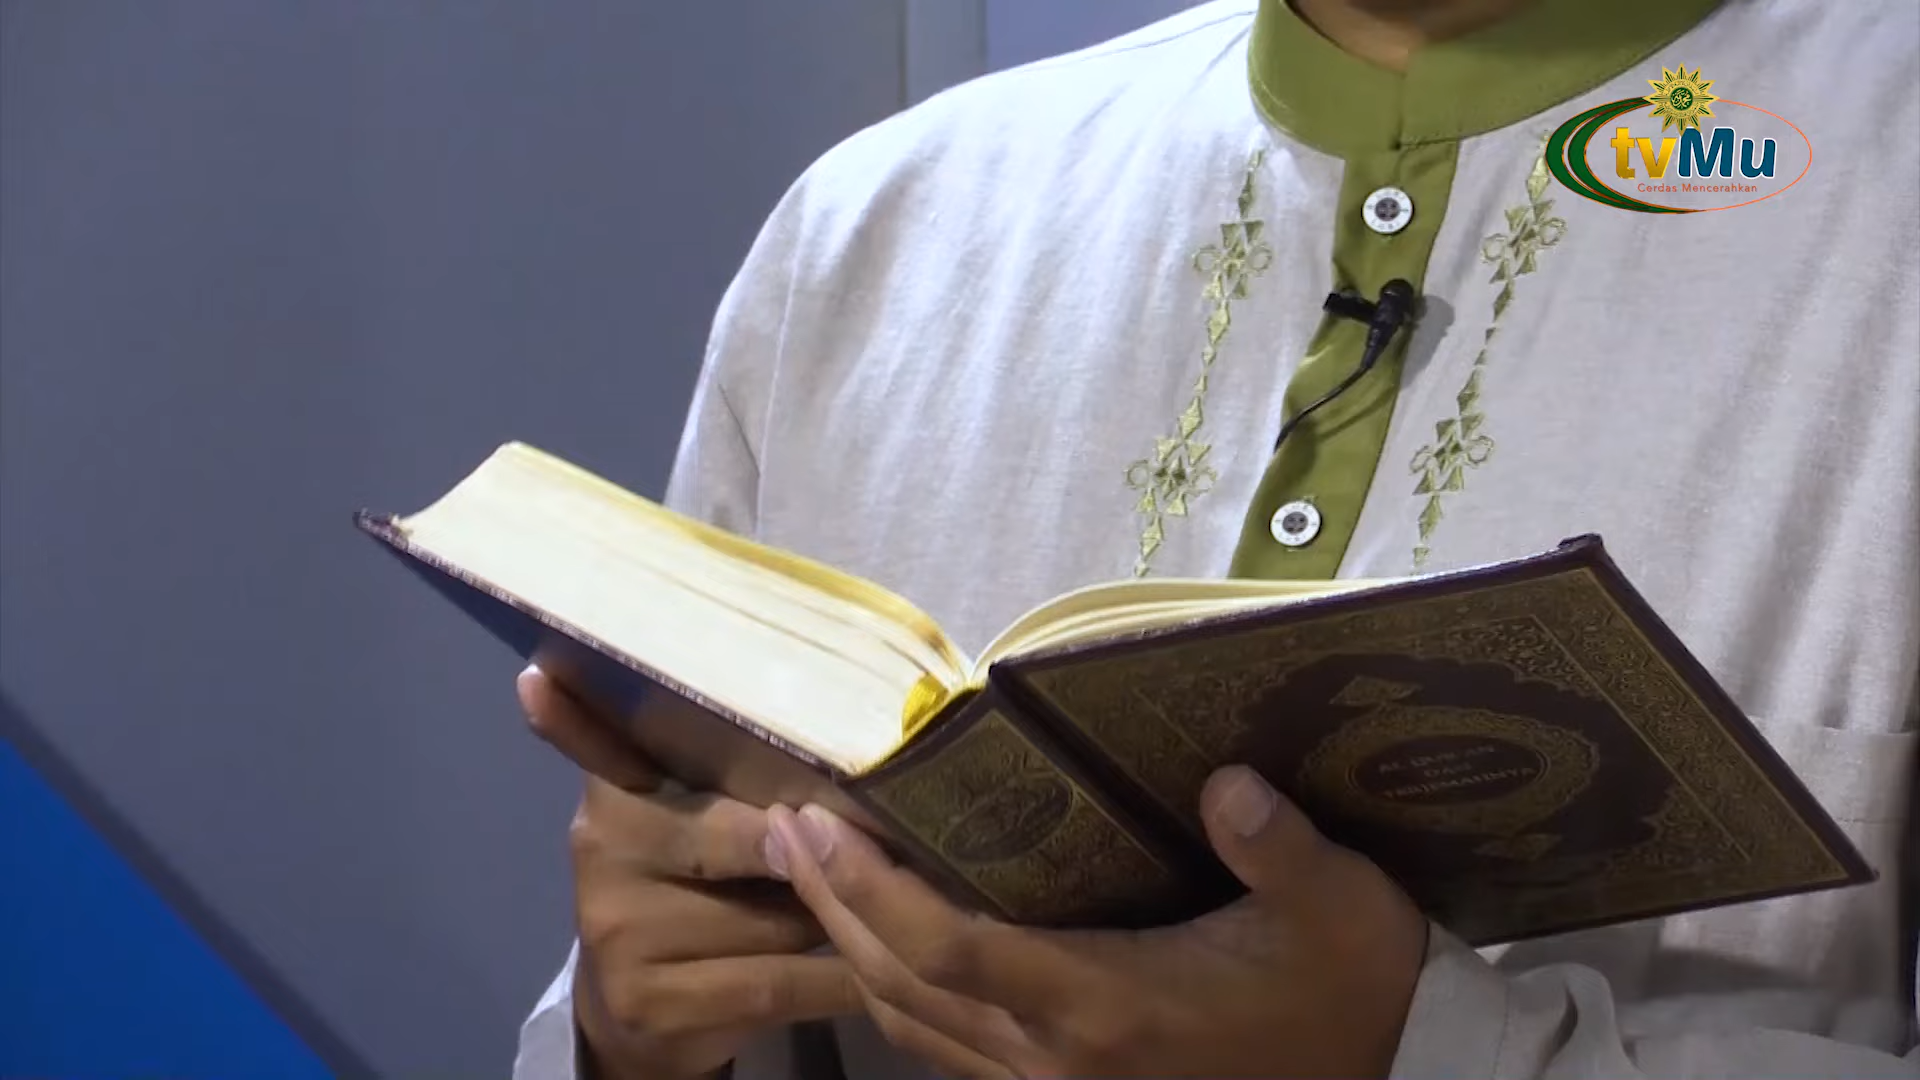 tvMu
Cerdas Mencerahkan
AL QUR'AN
DAN
TERJEMAHNYA